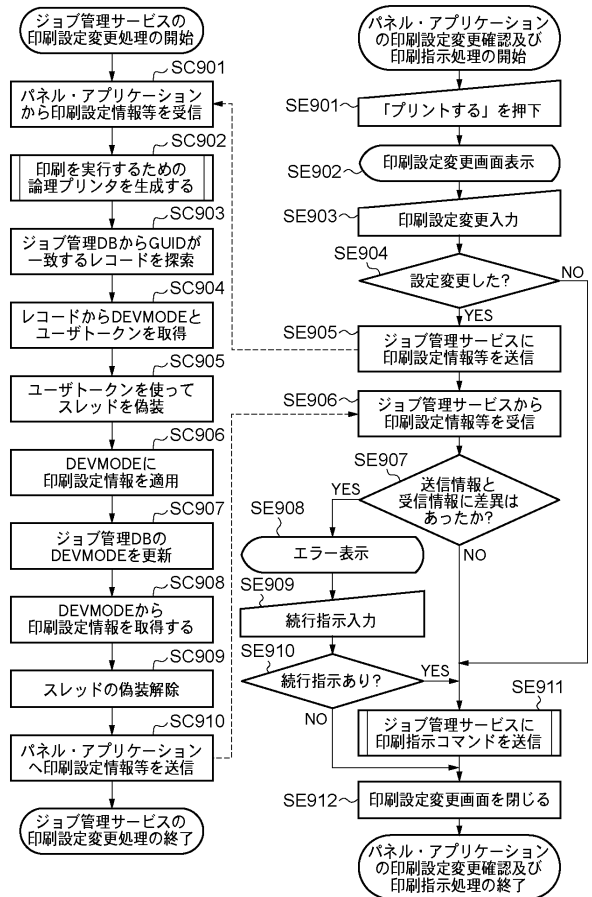 ジョブ管理サービスの
印刷設定変更処理の開始
SC901
パネル・アプリケーション
から印刷設定情報等を受信
SC902
印刷を実行するための
論理プリンタを生成する
SC903
ジョブ管理DBからGUIDが
一致するレコードを探索
SC904
レコードからDEVMODEと
ユーザトークンを取得
SC905
ユーザトークンを使って
スレッドを偽装
SC906
DEVMODEに
印刷設定情報を適用
SC907
ジョブ管理DBの
DEVMODEを更新
SC908
DEVMODEから
印刷設定情報を取得する
SC909
スレッドの偽装解除
SC910
パネル・アプリケーション
へ印刷設定情報等を送信
ジョブ管理サービスの
印刷設定変更処理の終了
パネル・アプリケーション
の印刷設定変更確認及び
印刷指示処理の開始
SE901
「プリントする」を押下
SE902
印刷設定変更画面表示
SE903
印刷設定変更入力
SE904
設定変更した?
NO
YES
SE905
ジョブ管理サービスに
印刷設定情報等を送信
SE906
ジョブ管理サービスから
印刷設定情報等を受信
SE907
送信情報と
受信情報に差異は
あったか?
YES
NO
SE908
エラー表示
SE909
続行指示入力
SE910
続行指示あり?
YES
NO
SE911
ジョブ管理サービスに
印刷指示コマンドを送信
SE912
印刷設定変更画面を閉じる
パネル・アプリケーション
の印刷設定変更確認及び
印刷指示処理の終了